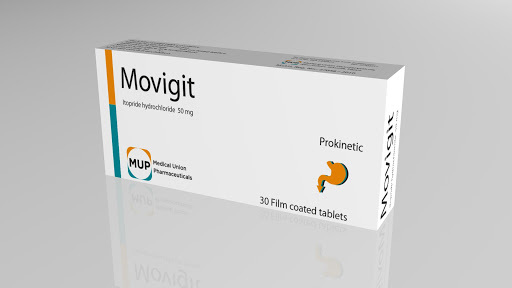 Movigit
Itopride hydrochloride 50 mg
Prokinetic
MUP
Medical Union
Pharmaceuticals
30 Film coated tablets
Movigit